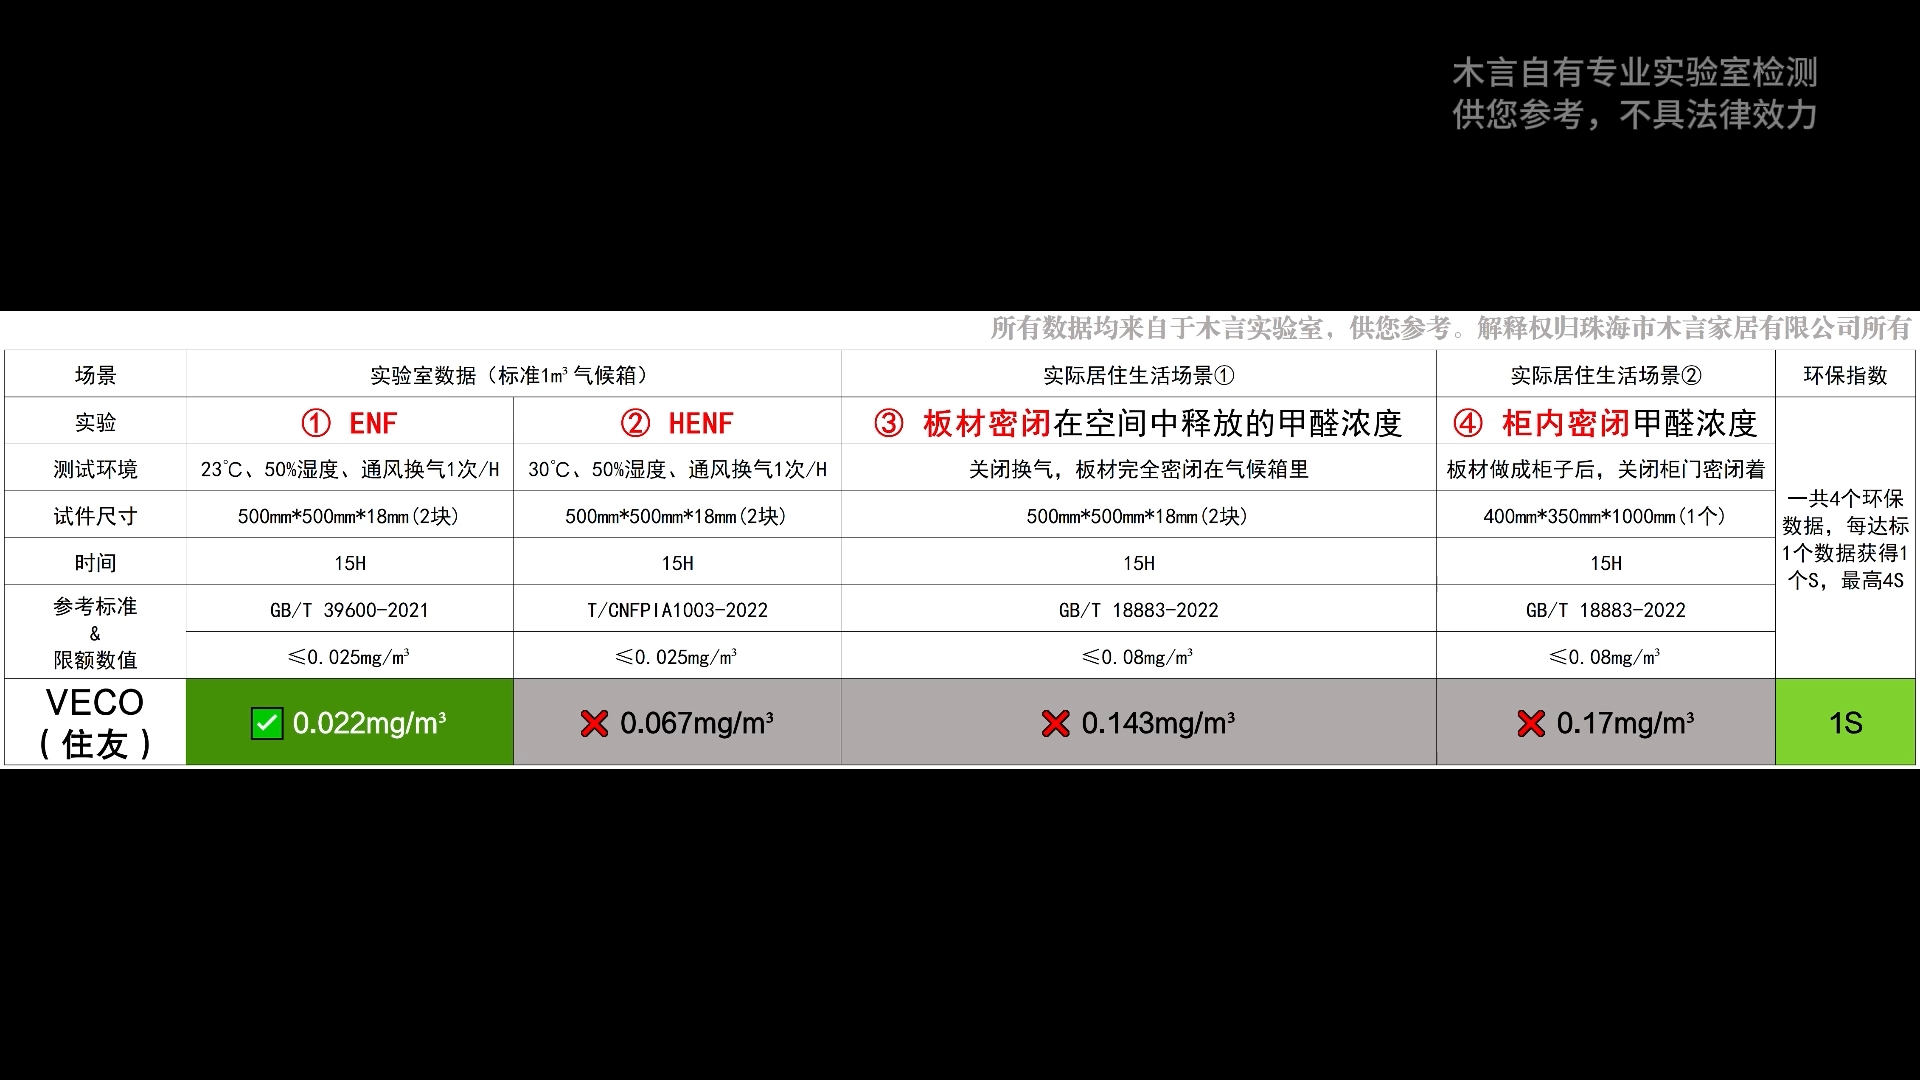 木言自有专业实验室检测
供您参考，不具法律效力
所有数据均来自于木言实验室，供您参考。解释权归珠海市木言家居有限公司所有
场景 实验室数据（标准1m³气候箱） 实际居住生活场景① 实际居住生活场景② 环保指数
实验 ① ENF ② HENF ③ 板材密闭在空间中释放的甲醛浓度 ④ 柜内密闭甲醛浓度
测试环境 23℃、50%湿度、通风换气1次/H 30℃、50%湿度、通风换气1次/H 关闭换气，板材完全密闭在气候箱里 板材做成柜子后，关闭柜门密闭着
试件尺寸 500mm*500mm*18mm(2块) 500mm*500mm*18mm(2块) 500mm*500mm*18mm(2块) 400mm*350mm*1000mm(1个)
时间 15H 15H 15H 15H
一共4个环保
数据，每达标
1个数据获得1
个S，最高4S
参考标准
&
限额数值
GB/T 39600-2021 T/CNFPIA1003-2022 GB/T 18883-2022 GB/T 18883-2022
≤0.025mg/m³ ≤0.025mg/m³ ≤0.08mg/m³ ≤0.08mg/m³
VECO
（住友）
0.022mg/m³ 0.067mg/m³ 0.143mg/m³ 0.17mg/m³ 1S